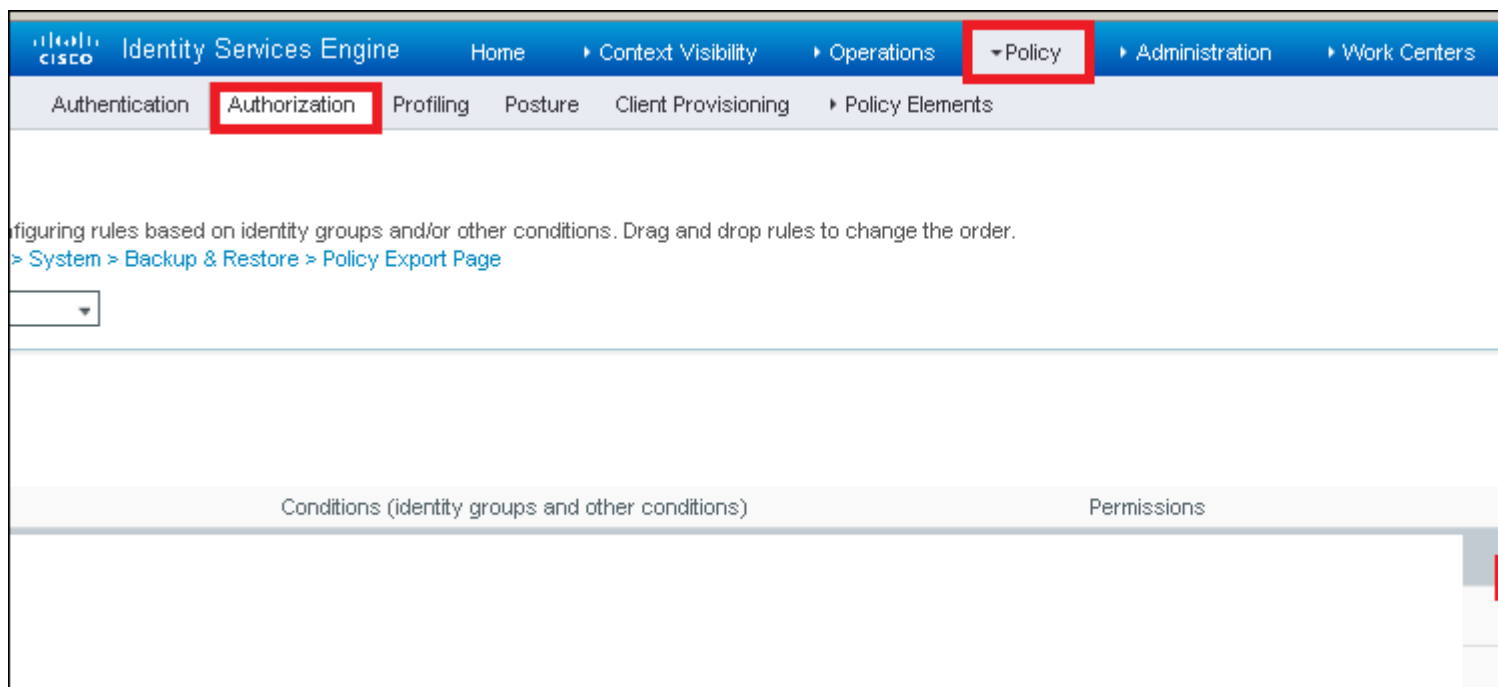 CISCO Identity Services Engine Home Context Visibility Operations Policy Administration Work Centers
Authentication Authorization Profiling Posture Client Provisioning Policy Elements
figuring rules based on identity groups and/or other conditions. Drag and drop rules to change the order.
> System > Backup & Restore > Policy Export Page
Conditions (identity groups and other conditions) Permissions